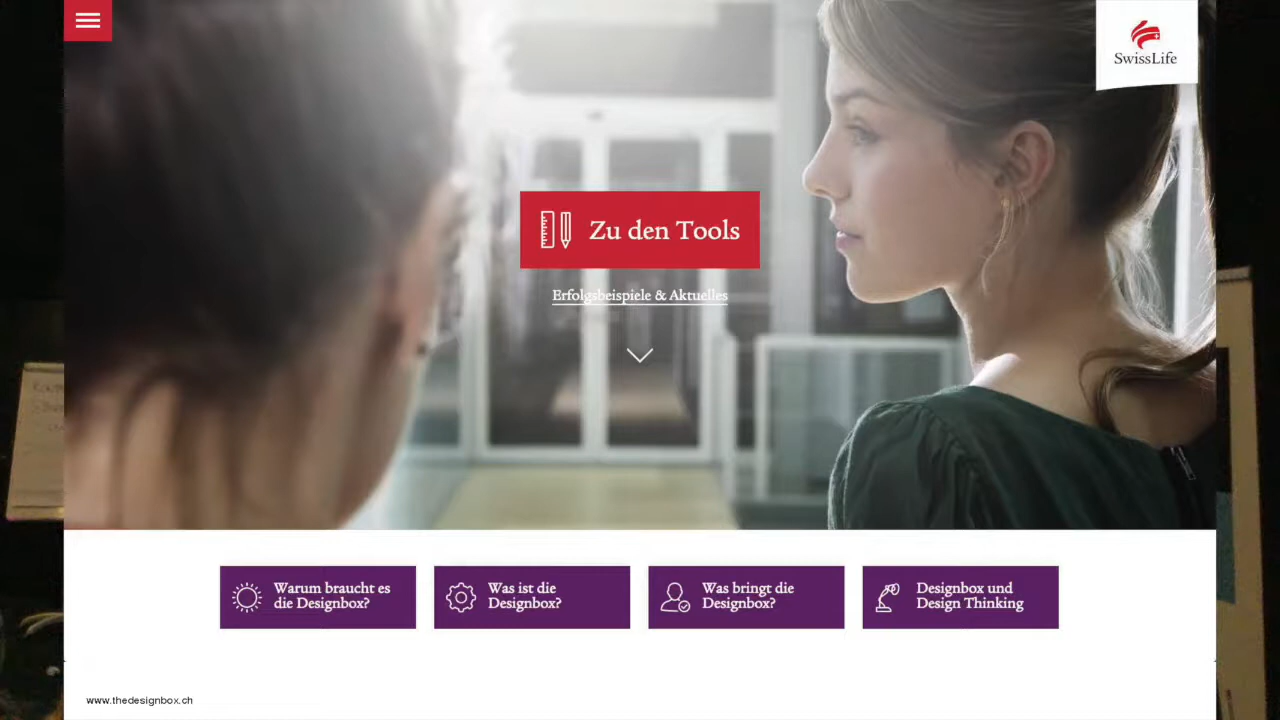 SwissLife
Zu den Tools
Erfolgsbeispiele & Aktuelles
Warum braucht es
die Designbox?
Was ist die
Designbox?
Was bringt die
Designbox?
Designbox und
Design Thinking
www.thedesignbox.ch